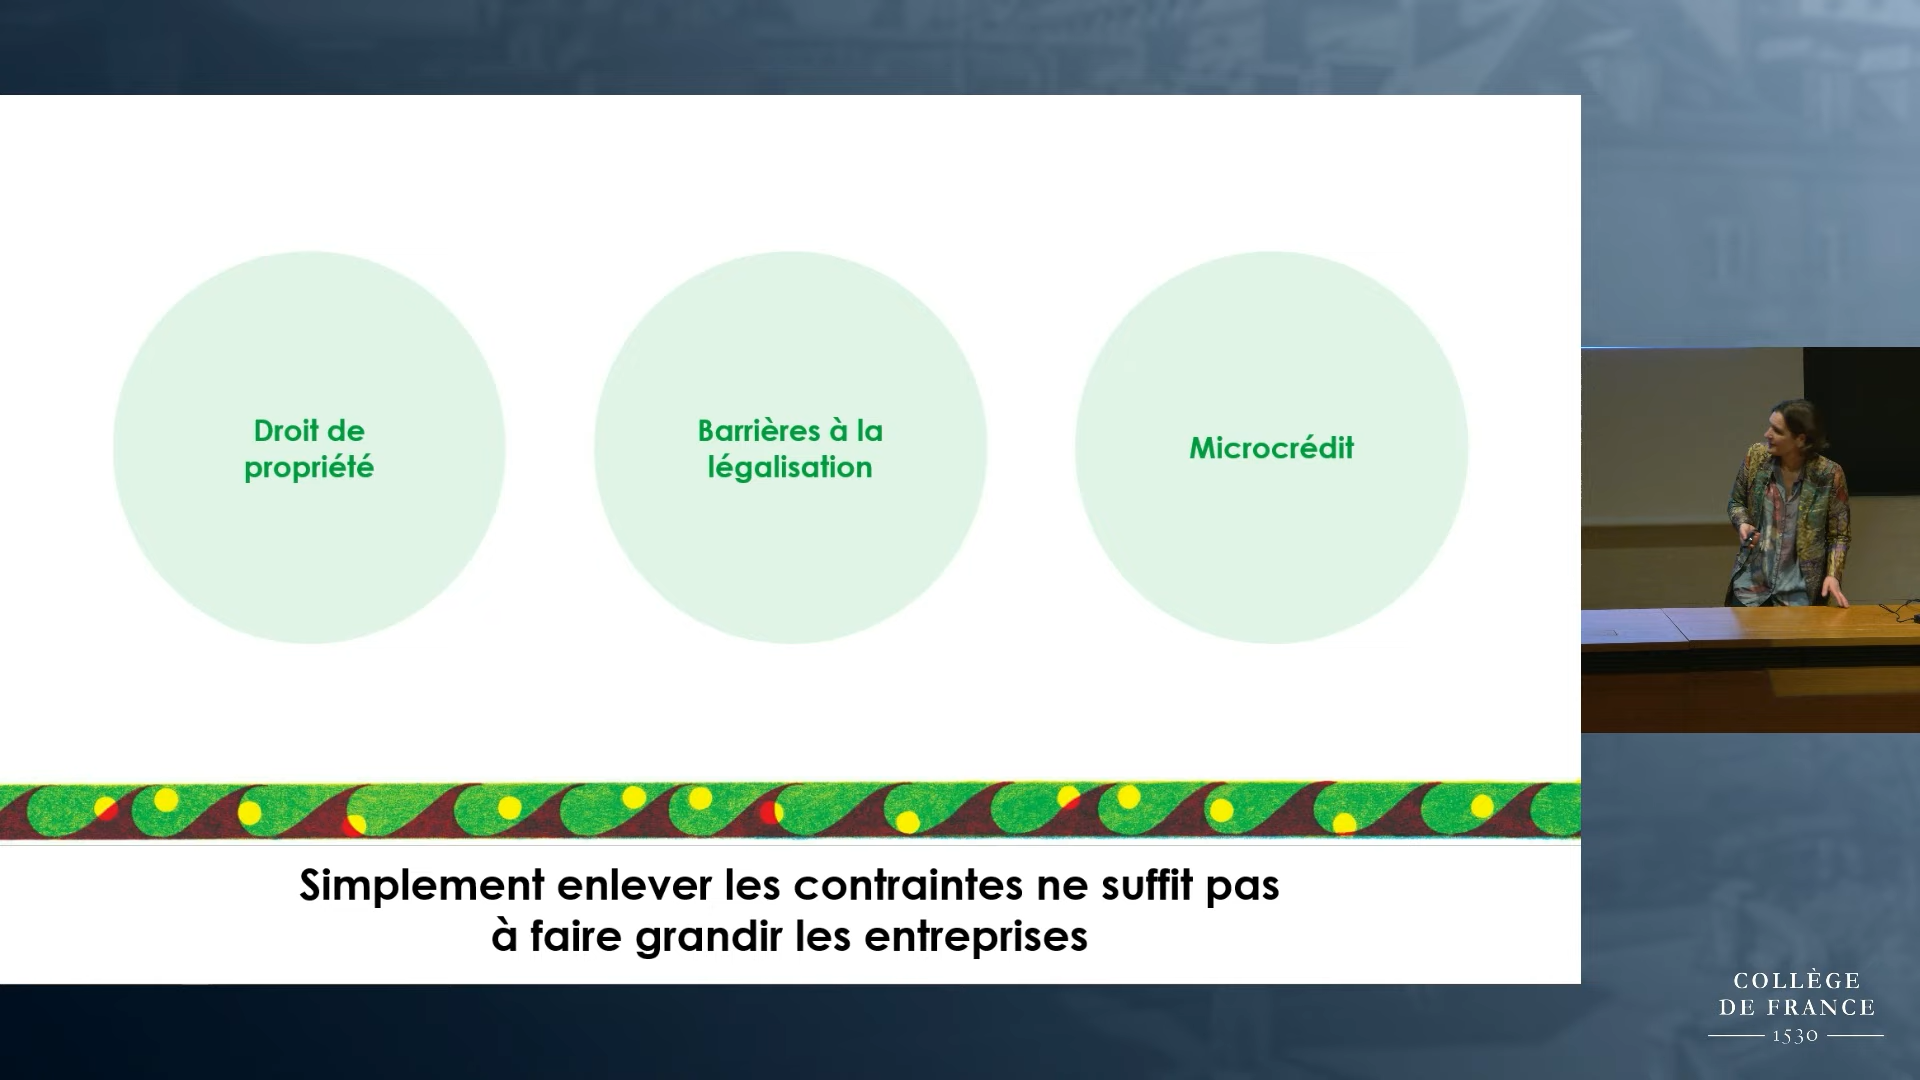 Droit de
propriété
Barrières à la
légalisation
Microcrédit
Simplement enlever les contraintes ne suffit pas
à faire grandir les entreprises
COLLÈGE
DE FRANCE
1530